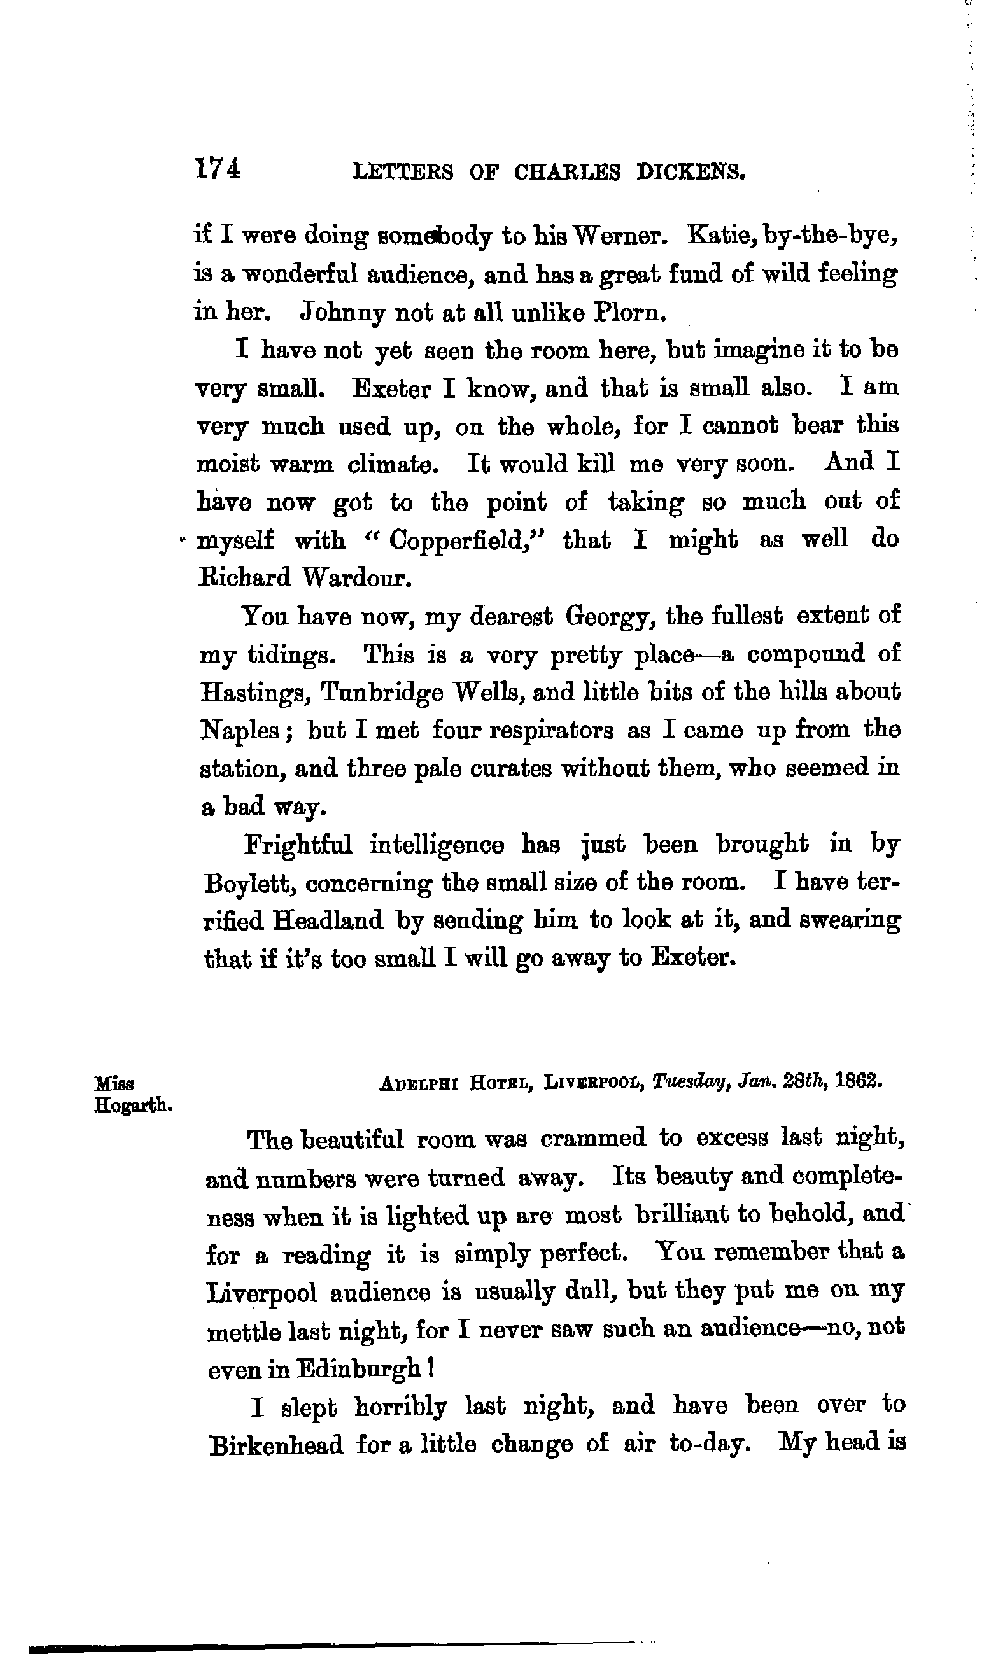 174 LETTERS OF CHARLES DICKENS.
if I were doing somebody to his Werner. Katie, by-the-bye,
is a wonderful audience, and has a great fund of wild feeling
in her. Johnny not at all unlike Plorn.
I have not yet seen the room here, but imagine it to be
very small. Exeter I know, and that is small also. I am
very much used up, on the whole, for I cannot bear this
moist warm climate. It would kill me very soon. And I
have now got to the point of taking so much out of
myself with “Copperfield,” that I might as well do
Richard Wardour.
You have now, my dearest Georgy, the fullest extent of
my tidings. This is a very pretty place—a compound of
Hastings, Tunbridge Wells, and little bits of the hills about
Naples; but I met four respirators as I came up from the
station, and three pale curates without them, who seemed in
a bad way.
Frightful intelligence has just been brought in by
Boylett, concerning the small size of the room. I have ter-
rified Headland by sending him to look at it, and swearing
that if it’s too small I will go away to Exeter.
Miss
Hogarth.
ADELPHI HOTEL, LIVERPOOL, Tuesday, Jan. 28th, 1862.
The beautiful room was crammed to excess last night,
and numbers were turned away. Its beauty and complete-
ness when it is lighted up are most brilliant to behold, and
for a reading it is simply perfect. You remember that a
Liverpool audience is usually dull, but they put me on my
mettle last night, for I never saw such an audience—no, not
even in Edinburgh!
I slept horribly last night, and have been over to
Birkenhead for a little change of air to-day. My head is